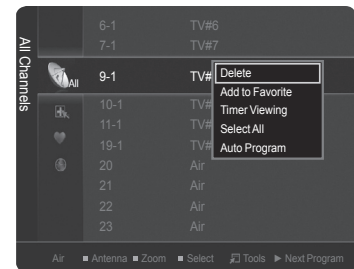 All Channels
6-1 TV#6
7-1 TV#7
All 9-1 TV#
Delete
Add to Favorite
Timer Viewing
Select All
Auto Program
10-1 TV#
11-1 TV#
19-1 TV#
20 Air
21 Air
22 Air
23 Air
Air Antenna Zoom Select Tools Next Program